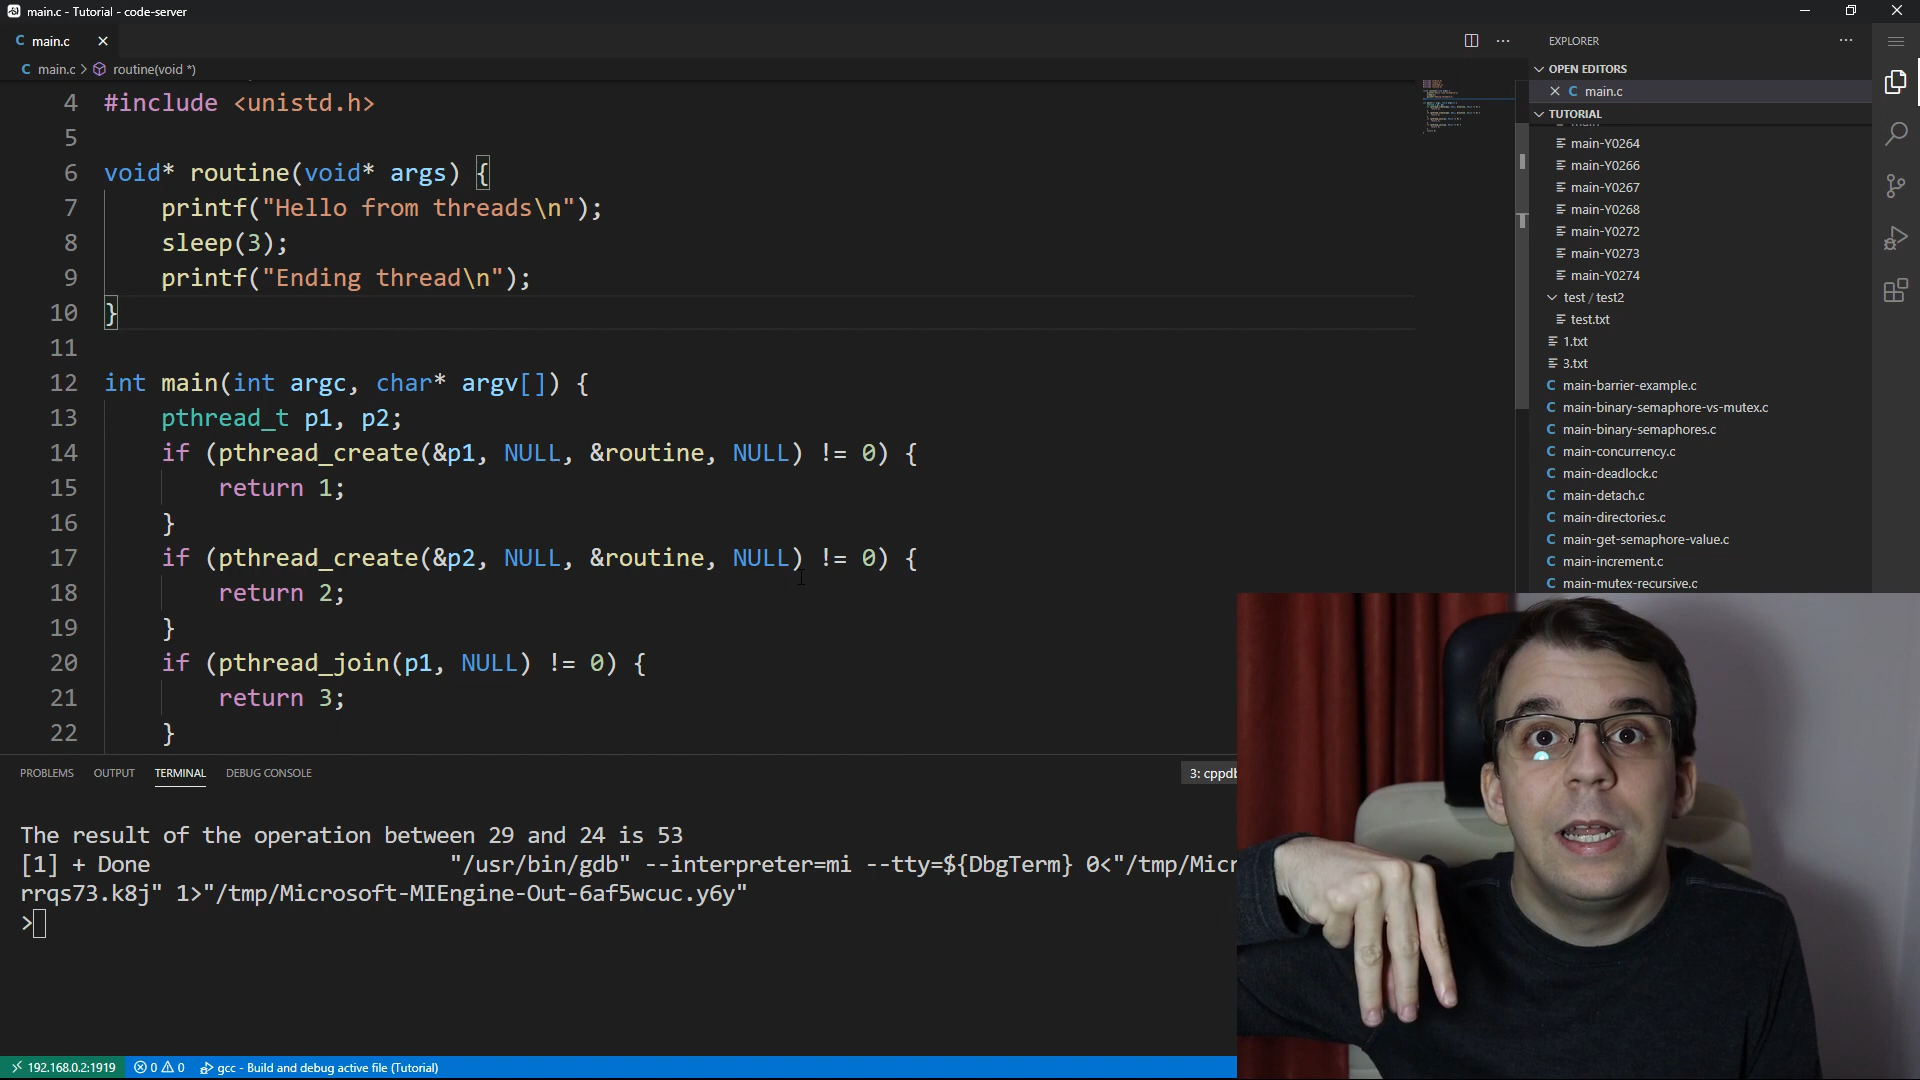 main.c - Tutorial - code-server
main.c
main.c > routine(void *)
4 #include <unistd.h>
5
6 void* routine(void* args) {
7 printf("Hello from threads\n");
8 sleep(3);
9 printf("Ending thread\n");
10 }
11
12 int main(int argc, char* argv[]) {
13 pthread_t p1, p2;
14 if (pthread_create(&p1, NULL, &routine, NULL) != 0) {
15 return 1;
16 }
17 if (pthread_create(&p2, NULL, &routine, NULL) != 0) {
18 return 2;
19 }
20 if (pthread_join(p1, NULL) != 0) {
21 return 3;
22 }
PROBLEMS OUTPUT TERMINAL DEBUG CONSOLE
3: cppdb
The result of the operation between 29 and 24 is 53
[1] + Done "/usr/bin/gdb" --interpreter=mi --tty=${DbgTerm} 0<"/tmp/Micr
rrqs73.k8j" 1>"/tmp/Microsoft-MIEngine-Out-6af5wcuc.y6y"
>
192.168.0.2:1919 0 0 gcc - Build and debug active file (Tutorial)
EXPLORER
OPEN EDITORS
C main.c
TUTORIAL
main-Y0264
main-Y0266
main-Y0267
main-Y0268
main-Y0272
main-Y0273
main-Y0274
test / test2
test.txt
1.txt
3.txt
C main-barrier-example.c
C main-binary-semaphore-vs-mutex.c
C main-binary-semaphores.c
C main-concurrency.c
C main-deadlock.c
C main-detach.c
C main-directories.c
C main-get-semaphore-value.c
C main-increment.c
C main-mutex-recursive.c